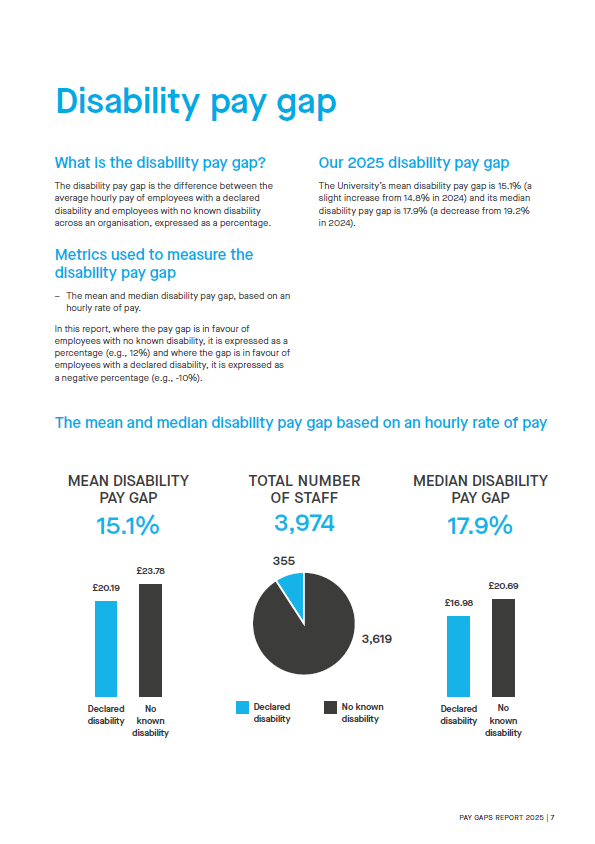 Disability pay gap
What is the disability pay gap?
The disability pay gap is the difference between the
average hourly pay of employees with a declared
disability and employees with no known disability
across an organisation, expressed as a percentage.
Metrics used to measure the
disability pay gap
– The mean and median disability pay gap, based on an
hourly rate of pay.
In this report, where the pay gap is in favour of
employees with no known disability, it is expressed as a
percentage (e.g., 12%) and where the gap is in favour of
employees with a declared disability, it is expressed as
a negative percentage (e.g., -10%).
Our 2025 disability pay gap
The University's mean disability pay gap is 15.1% (a
slight increase from 14.8% in 2024) and its median
disability pay gap is 17.9% (a decrease from 19.2%
in 2024).
The mean and median disability pay gap based on an hourly rate of pay
MEAN DISABILITY
PAY GAP
15.1%
£20.19
£23.78
Declared
disability
No
known
disability
TOTAL NUMBER
OF STAFF
3,974
355
3,619
Declared
disability
No known
disability
MEDIAN DISABILITY
PAY GAP
17.9%
£16.98
£20.69
Declared
disability
No
known
disability
PAY GAPS REPORT 2025 | 7